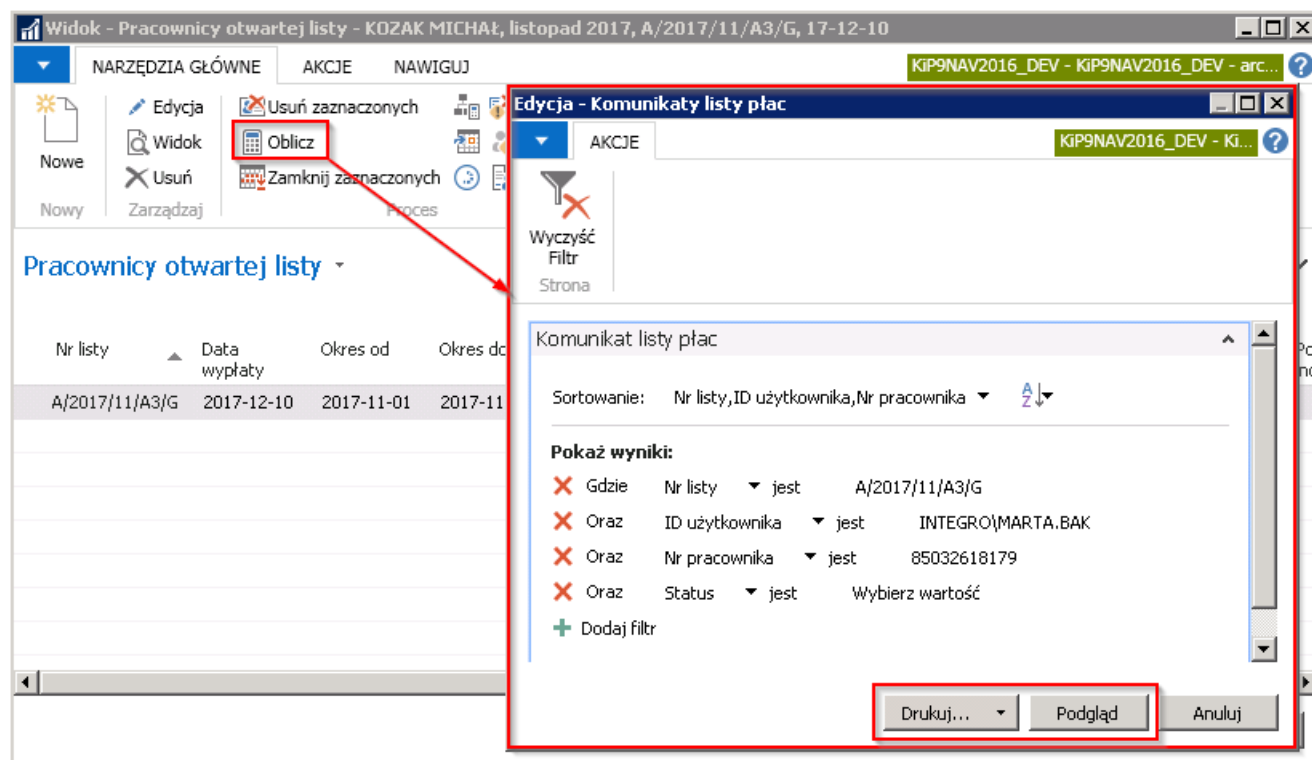 Widok - Pracownicy otwartej listy - KOZAK MICHAŁ, listopad 2017, A/2017/11/A3/G, 17-12-10
NARZĘDZIA GŁÓWNE AKCJE NAWIGUJ KiP9NAV2016_DEV - KiP9NAV2016_DEV - arc... ?
Nowe
Edycja
Widok
Usuń
Usuń zaznaczonych
Oblicz
Zamknij zaznaczonych
Nowy Zarządzaj Proces
Pracownicy otwartej listy
Nr listy Data wypłaty Okres od Okres do
A/2017/11/A3/G 2017-12-10 2017-11-01 2017-11
Edycja - Komunikaty listy płac
AKCJE KiP9NAV2016_DEV - Ki... ?
Wyczyść
Filtr
Strona
Komunikat listy płac
Sortowanie: Nr listy,ID użytkownika,Nr pracownika
Pokaż wyniki:
Gdzie Nr listy jest A/2017/11/A3/G
Oraz ID użytkownika jest INTEGRO\MARTA.BAK
Oraz Nr pracownika jest 85032618179
Oraz Status jest Wybierz wartość
Dodaj filtr
Drukuj... Podgląd Anuluj